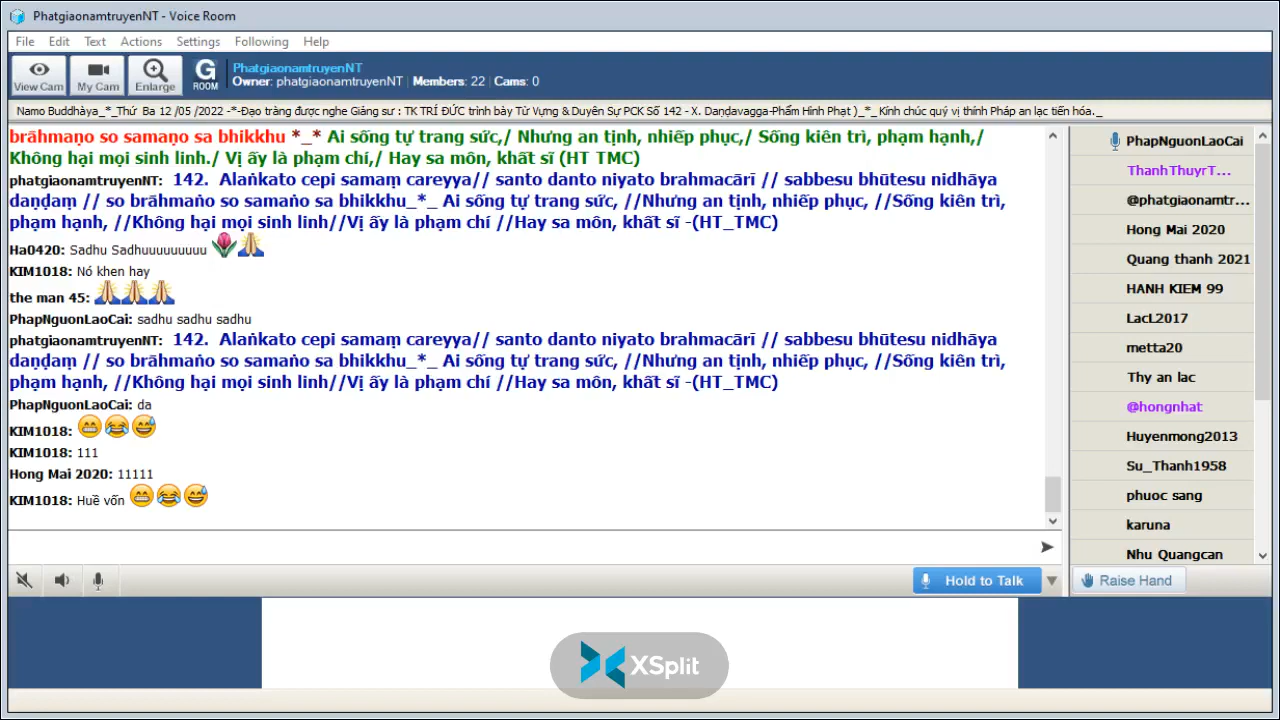 PhatgiaonamtruyenNT - Voice Room
File Edit Text Actions Settings Following Help
View Cam My Cam Enlarge G ROOM
PhatgiaonamtruyenNT
Owner: phatgiaonamtruyenNT Members: 22 Cams: 0
Namo Buddhàya_*_Thứ Ba 12 /05 /2022 -*-Đạo tràng được nghe Giảng sư : TK TRÍ ĐỨC trình bày Từ Vựng & Duyên Sự PCK Số 142 - X. Daṇḍavagga-Phẩm Hình Phạt )_*_Kính chúc quý vị thính Pháp an lạc tiến hóa._
brāhmaṇo so samaṇo sa bhikkhu *_* Ai sống tự trang sức,/ Nhưng an tịnh, nhiếp phục,/ Sống kiên trì, phạm hạnh,/
Không hại mọi sinh linh./ Vị ấy là phạm chí,/ Hay sa môn, khất sĩ (HT TMC)
phatgiaonamtruyenNT: 142. Alaṅkato cepi samaṃ careyya// santo danto niyato brahmacārī // sabbesu bhūtesu nidhāya
daṇḍaṃ // so brāhmaṅo so samaṅo sa bhikkhu_*_ Ai sống tự trang sức, //Nhưng an tịnh, nhiếp phục, //Sống kiên trì,
phạm hạnh, //Không hại mọi sinh linh//Vị ấy là phạm chí //Hay sa môn, khất sĩ -(HT_TMC)
Ha0420: Sadhu Sadhuuuuuuuuu
KIM1018: Nó khen hay
the man 45:
PhapNguonLaoCai: sadhu sadhu sadhu
phatgiaonamtruyenNT: 142. Alaṅkato cepi samaṃ careyya// santo danto niyato brahmacārī // sabbesu bhūtesu nidhāya
daṇḍaṃ // so brāhmaṅo so samaṅo sa bhikkhu_*_ Ai sống tự trang sức, //Nhưng an tịnh, nhiếp phục, //Sống kiên trì,
phạm hạnh, //Không hại mọi sinh linh//Vị ấy là phạm chí //Hay sa môn, khất sĩ -(HT_TMC)
PhapNguonLaoCai: da
KIM1018:
KIM1018: 111
Hong Mai 2020: 11111
KIM1018: Huề vốn
PhapNguonLaoCai
ThanhThuyrT...
@phatgiaonamtr...
Hong Mai 2020
Quang thanh 2021
HANH KIEM 99
LacL2017
metta20
Thy an lac
@hongnhat
Huyenmong2013
Su_Thanh1958
phuoc sang
karuna
Nhu Quangcan
Hold to Talk
Raise Hand
XSplit